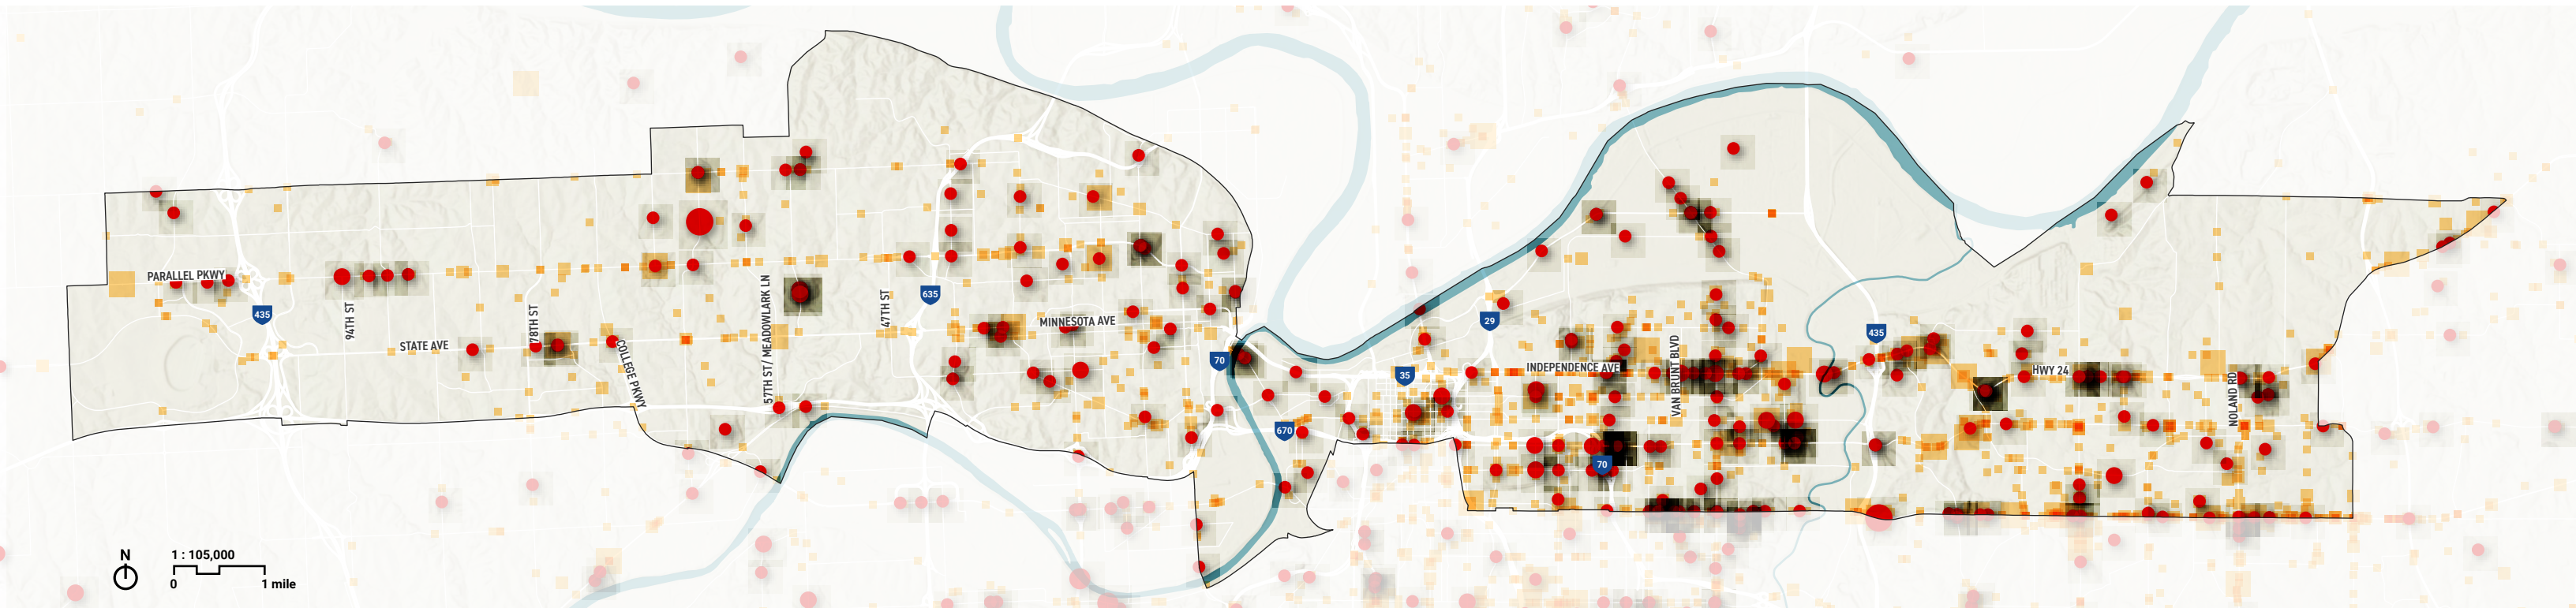 PARALLEL PKWY
435
94TH ST
STATE AVE
78TH ST
COLLEGE PKWY
57TH ST / MEADOWLARK LN
47TH ST
635
MINNESOTA AVE
70
670
35
29
INDEPENDENCE AVE
70
VAN BRUNT BLVD
435
HWY 24
NOLAND RD
N
1 : 105,000
0
1 mile